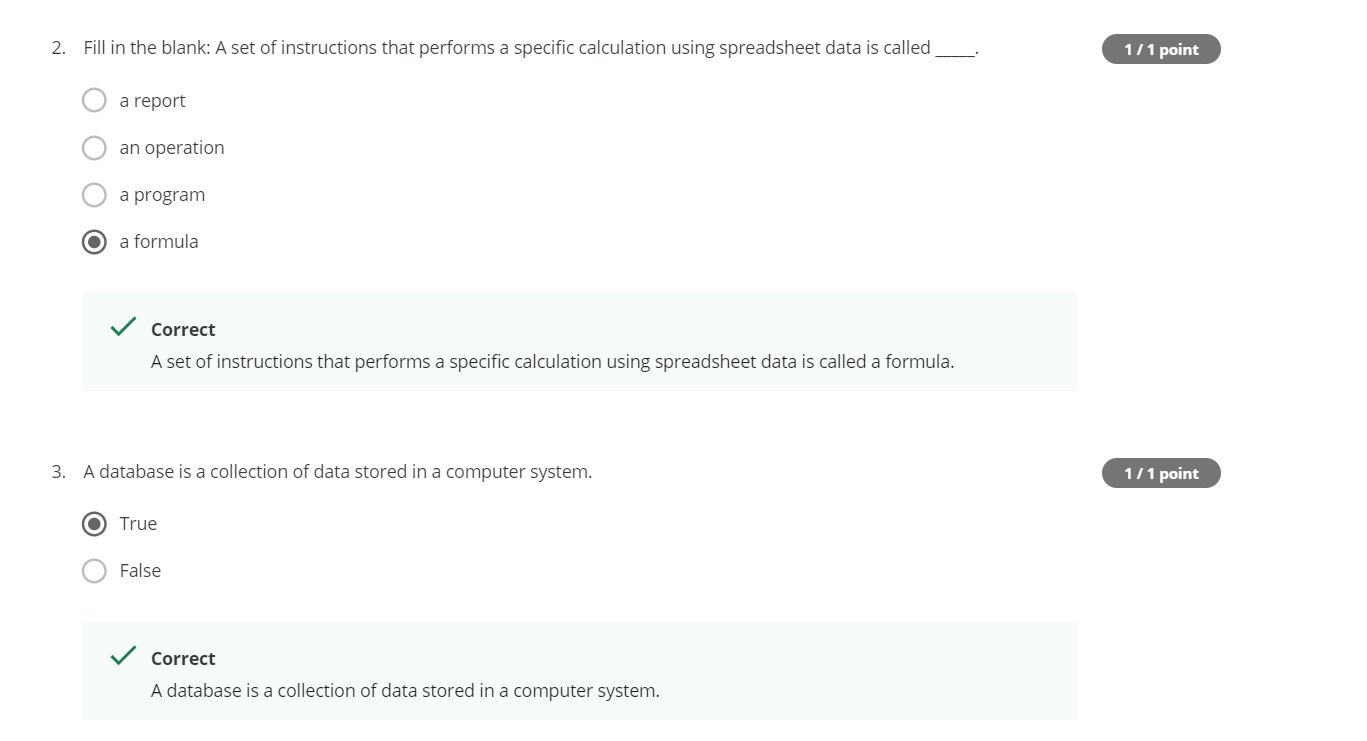 2. Fill in the blank: A set of instructions that performs a specific calculation using spreadsheet data is called _____.
1 / 1 point
a report
an operation
a program
a formula
Correct
A set of instructions that performs a specific calculation using spreadsheet data is called a formula.
3. A database is a collection of data stored in a computer system.
1 / 1 point
True
False
Correct
A database is a collection of data stored in a computer system.